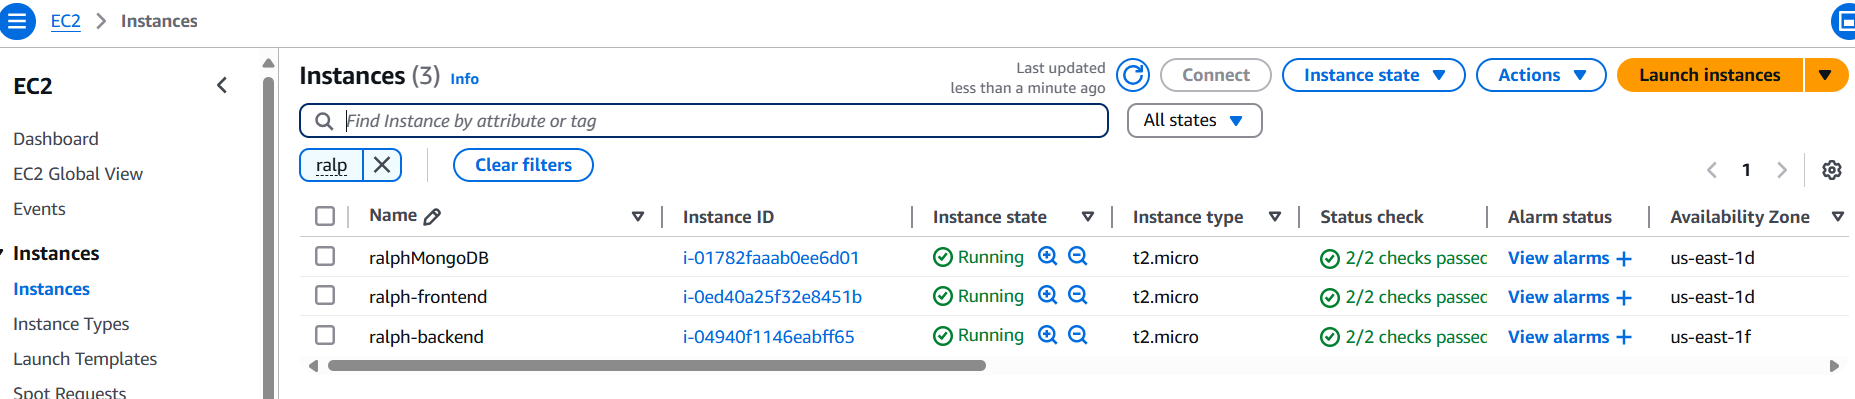 EC2 > Instances
EC2
Dashboard
EC2 Global View
Events
Instances
Instances
Instance Types
Launch Templates
Spot Requests
Instances (3) Info
Last updated
less than a minute ago
Connect
Instance state
Actions
Launch instances
Find Instance by attribute or tag
All states
ralp
Clear filters
1
Name Instance ID Instance state Instance type Status check Alarm status Availability Zone
ralphMongoDB i-01782faaab0ee6d01 Running t2.micro 2/2 checks passec View alarms + us-east-1d
ralph-frontend i-0ed40a25f32e8451b Running t2.micro 2/2 checks passec View alarms + us-east-1d
ralph-backend i-04940f1146eabff65 Running t2.micro 2/2 checks passec View alarms + us-east-1f